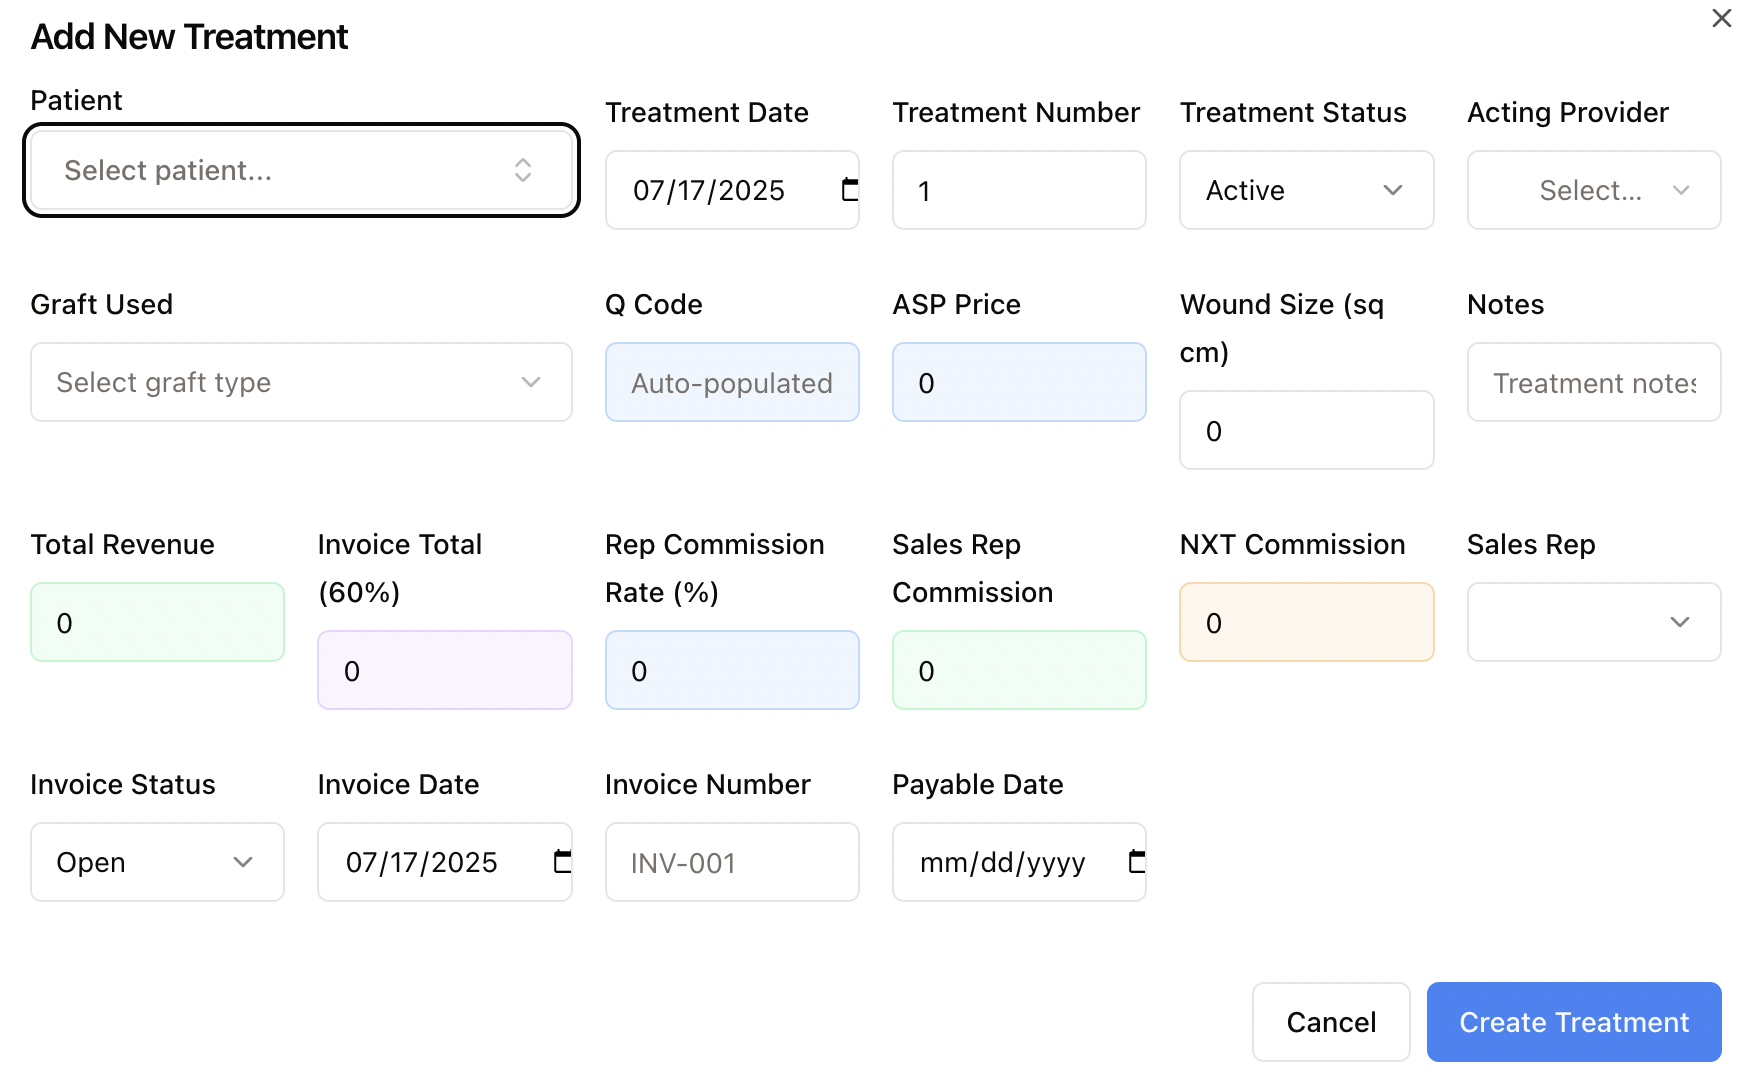 Add New Treatment
Patient
Select patient...
Treatment Date
07/17/2025
Treatment Number
1
Treatment Status
Active
Acting Provider
Select...
Graft Used
Select graft type
Q Code
Auto-populated
ASP Price
0
Wound Size (sq
cm)
0
Notes
Treatment notes
Total Revenue
0
Invoice Total
(60%)
0
Rep Commission
Rate (%)
0
Sales Rep
Commission
0
NXT Commission
0
Sales Rep
Invoice Status
Open
Invoice Date
07/17/2025
Invoice Number
INV-001
Payable Date
mm/dd/yyyy
Cancel
Create Treatment